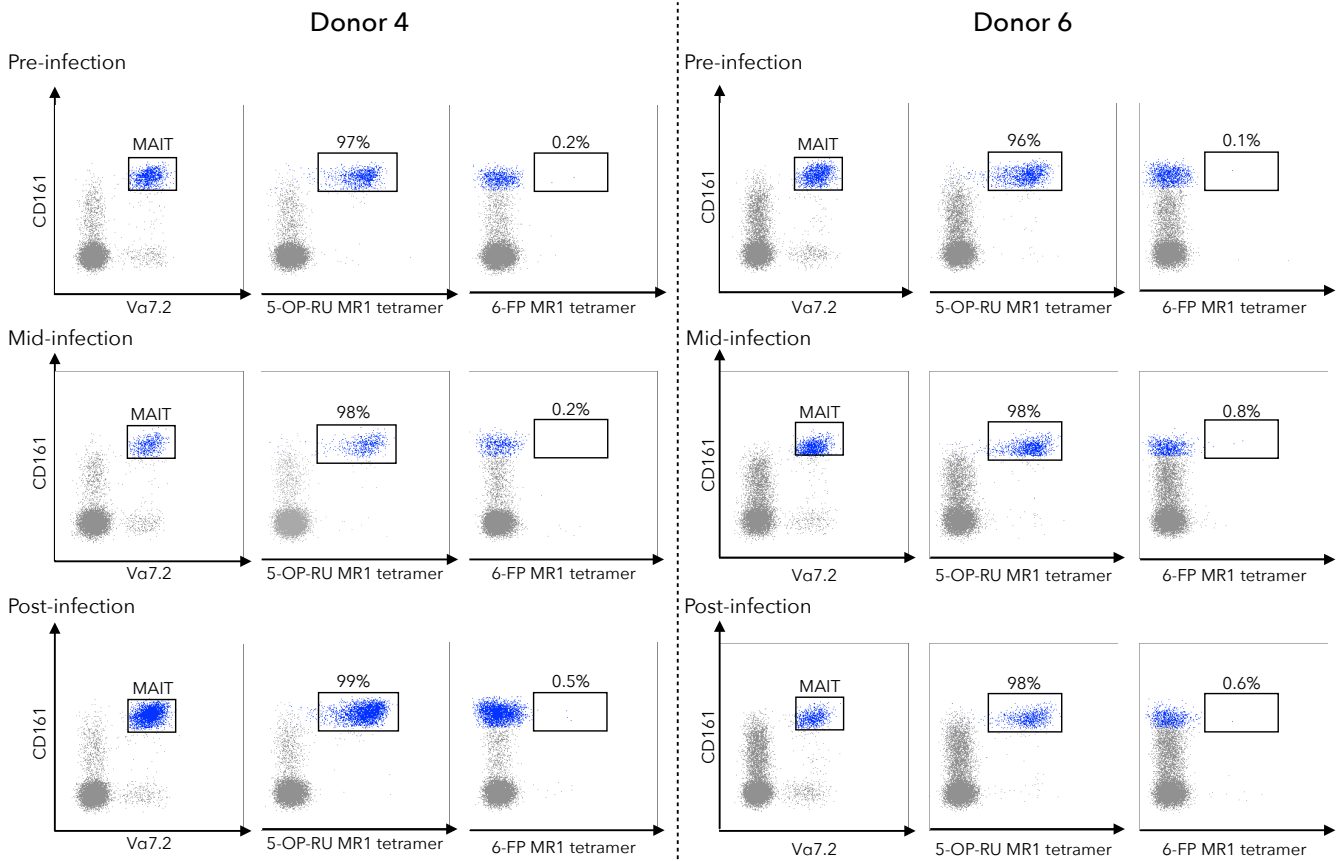 Donor 4
Pre-infection
MAIT
97%
0.2%
CD161
Vα7.2
5-OP-RU MR1 tetramer
6-FP MR1 tetramer
Mid-infection
MAIT
98%
0.2%
CD161
Vα7.2
5-OP-RU MR1 tetramer
6-FP MR1 tetramer
Post-infection
MAIT
99%
0.5%
CD161
Vα7.2
5-OP-RU MR1 tetramer
6-FP MR1 tetramer
Donor 6
Pre-infection
MAIT
96%
0.1%
CD161
Vα7.2
5-OP-RU MR1 tetramer
6-FP MR1 tetramer
Mid-infection
MAIT
98%
0.8%
CD161
Vα7.2
5-OP-RU MR1 tetramer
6-FP MR1 tetramer
Post-infection
MAIT
98%
0.6%
CD161
Vα7.2
5-OP-RU MR1 tetramer
6-FP MR1 tetramer